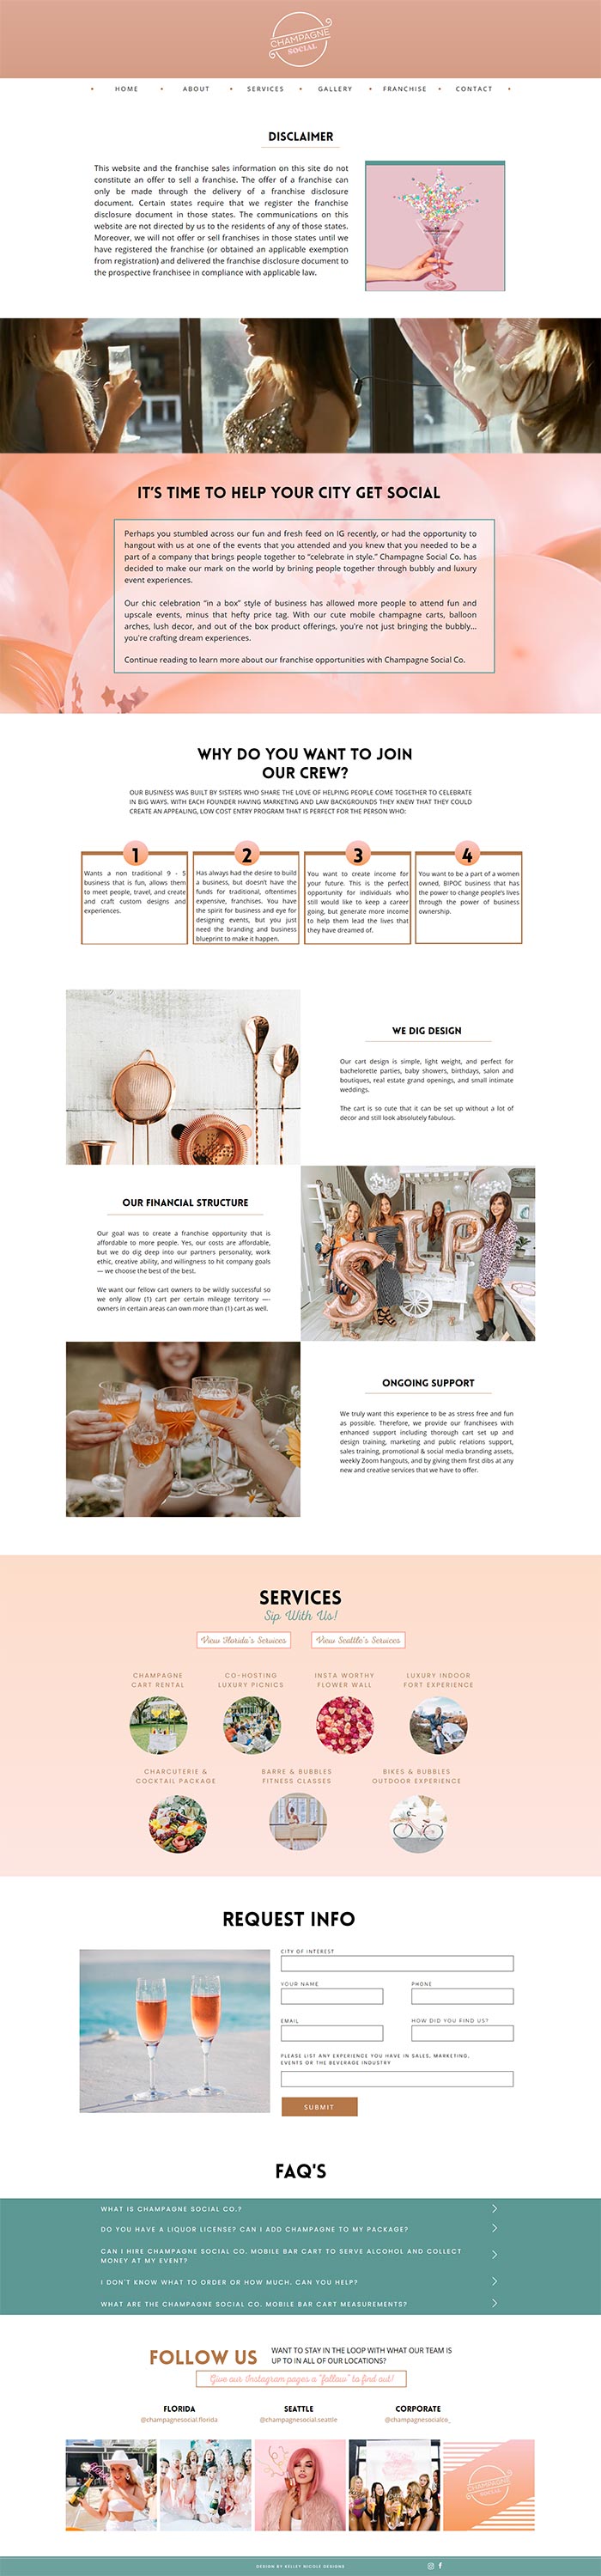 CHAMPAGNE
SOCIAL
HOME ABOUT SERVICES GALLERY FRANCHISE CONTACT
DISCLAIMER
This website and the franchise sales information on this site do not
constitute an offer to sell a franchise. The offer of a franchise can
only be made through the delivery of a franchise disclosure
document. Certain states require that we register the franchise
disclosure document in those states. The communications on this
website are not directed by us to the residents of any of those states.
Moreover, we will not offer or sell franchises in those states until we
have registered the franchise (or obtained an applicable exemption
from registration) and delivered the franchise disclosure document to
the prospective franchisee in compliance with applicable law.
IT'S TIME TO HELP YOUR CITY GET SOCIAL
Perhaps you stumbled across our fun and fresh feed on IG recently, or had the opportunity to
hangout with us at one of the events that you attended and you knew that you needed to be a
part of a company that brings people together to “celebrate in style.” Champagne Social Co. has
decided to make our mark on the world by brining people together through bubbly and luxury
event experiences.
Our chic celebration “in a box” style of business has allowed more people to attend fun and
upscale events, minus that hefty price tag. With our cute mobile champagne carts, balloon
arches, lush decor, and out of the box product offerings, you're not just bringing the bubbly...
you're crafting dream experiences.
Continue reading to learn more about our franchise opportunities with Champagne Social Co.
WHY DO YOU WANT TO JOIN
OUR CREW?
OUR BUSINESS WAS BUILT BY SISTERS WHO SHARE THE LOVE OF HELPING PEOPLE COME TOGETHER TO CELEBRATE
IN BIG WAYS. WITH EACH FOUNDER HAVING MARKETING AND LAW BACKGROUNDS THEY KNEW THAT THEY COULD
CREATE AN APPEALING, LOW COST ENTRY PROGRAM THAT IS PERFECT FOR THE PERSON WHO:
1
Wants a non traditional 9 - 5
business that is fun, allows them
to meet people, travel, and create
and craft custom designs and
experiences.
2
Has always had the desire to build
a business, but doesn't have the
funds for traditional, oftentimes
expensive, franchises. You have
the spirit for business and eye for
designing events, but you just
need the branding and business
blueprint to make it happen.
3
You want to create income for
your future. This is the perfect
opportunity for individuals who
still would like to keep a career
going, but generate more income
to help them lead the lives that
they have dreamed of.
4
You want to be a part of a women
owned, BIPOC business that has
the power to change people's lives
through the power of business
ownership.
WE DIG DESIGN
Our cart design is simple, light weight, and perfect for
bachelorette parties, baby showers, birthdays, salon and
boutiques, real estate grand openings, and small intimate
weddings.
The cart is so cute that it can be set up without a lot of
decor and still look absolutely fabulous.
OUR FINANCIAL STRUCTURE
Our goal was to create a franchise opportunity that is
affordable to more people. Yes, our costs are affordable,
but we do dig deep into our partners personality, work
ethic, creative ability, and willingness to hit company goals
— we choose the best of the best.
We want our fellow cart owners to be wildly successful so
we only allow (1) cart per certain mileage territory —
owners in certain areas can own more than (1) cart as well.
SIP
ONGOING SUPPORT
We truly want this experience to be as stress free and fun
as possible. Therefore, we provide our franchisees with
enhanced support including thorough cart set up and
design training, marketing and public relations support,
sales training, promotional & social media branding assets,
weekly Zoom hangouts, and by giving them first dibs at any
new and creative services that we have to offer.
SERVICES
Sip With Us!
View Florida's Services View Seattle's Services
CHAMPAGNE
CART RENTAL
CO-HOSTING
LUXURY PICNICS
INSTA WORTHY
FLOWER WALL
LUXURY INDOOR
FORT EXPERIENCE
CHARCUTERIE &
COCKTAIL PACKAGE
BARRE & BUBBLES
FITNESS CLASSES
BIKES & BUBBLES
OUTDOOR EXPERIENCE
REQUEST INFO
CITY OF INTEREST
YOUR NAME PHONE
EMAIL HOW DID YOU FIND US?
PLEASE LIST ANY EXPERIENCE YOU HAVE IN SALES, MARKETING,
EVENTS OR THE BEVERAGE INDUSTRY
SUBMIT
FAQ'S
WHAT IS CHAMPAGNE SOCIAL CO.?
DO YOU HAVE A LIQUOR LICENSE? CAN I ADD CHAMPAGNE TO MY PACKAGE?
CAN I HIRE CHAMPAGNE SOCIAL CO. MOBILE BAR CART TO SERVE ALCOHOL AND COLLECT
MONEY AT MY EVENT?
I DON'T KNOW WHAT TO ORDER OR HOW MUCH. CAN YOU HELP?
WHAT ARE THE CHAMPAGNE SOCIAL CO. MOBILE BAR CART MEASUREMENTS?
FOLLOW US
WANT TO STAY IN THE LOOP WITH WHAT OUR TEAM IS
UP TO IN ALL OF OUR LOCATIONS?
Give our Instagram pages a "follow" to find out!
FLORIDA SEATTLE CORPORATE
@champagnesocial.florida @champagnesocial.seattle @champagnesocialco_
CHAMPAGNE
SOCIAL
DESIGN BY KELLEY NICOLE DESIGNS